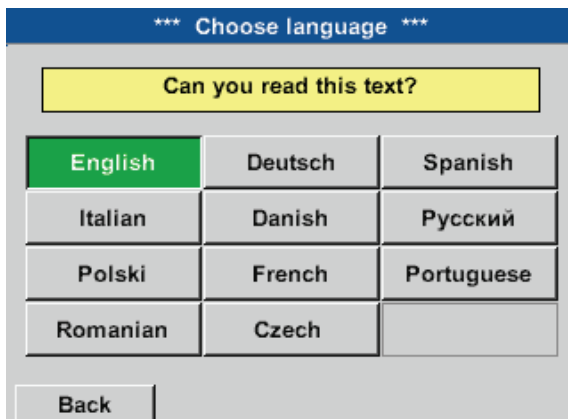 *** Choose language ***
Can you read this text?
English Deutsch Spanish
Italian Danish Русский
Polski French Portuguese
Romanian Czech
Back